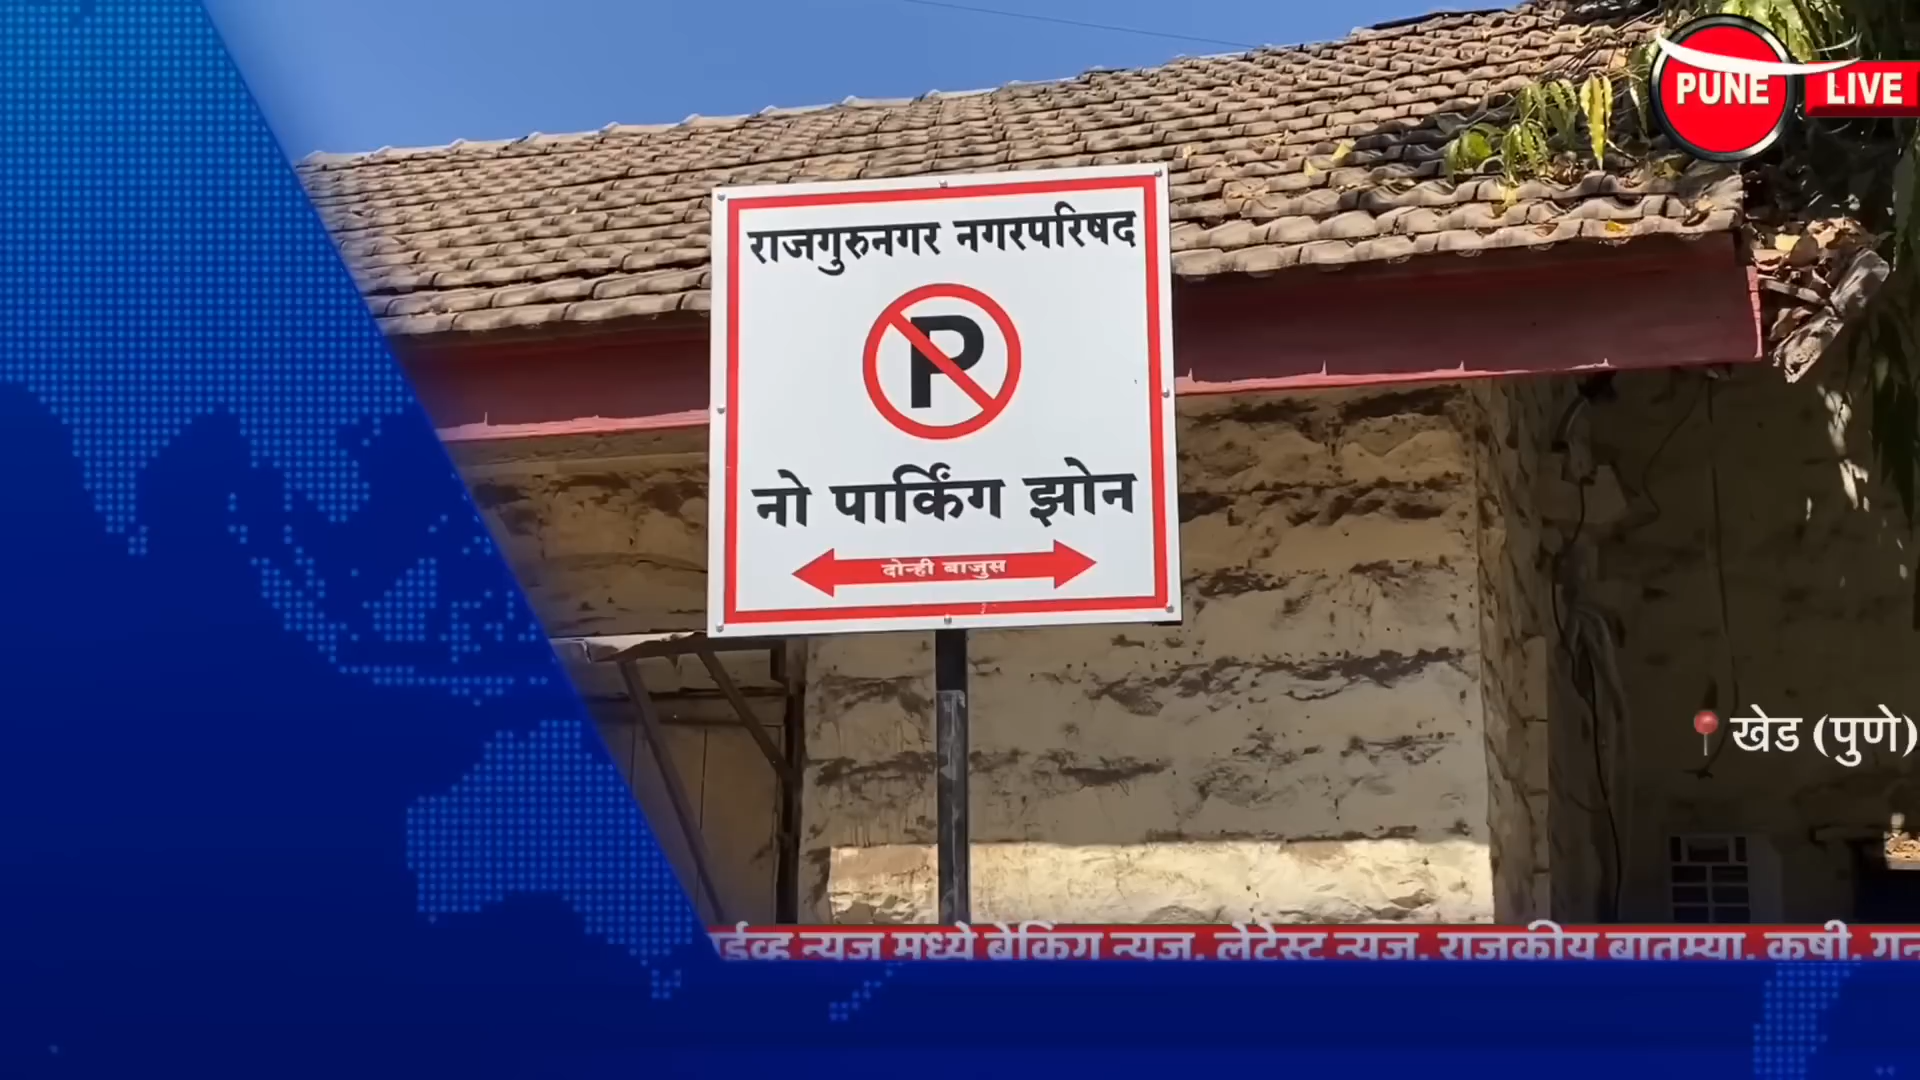 PUNE LIVE
राजगुरुनगर नगरपरिषद
P
नो पार्किंग झोन
दोन्ही बाजुस
खेड (पुणे)
न्यूज मध्ये ब्रेकिंग न्यूज, लेटेस्ट न्यूज, राजकीय बातम्या, कृषी,